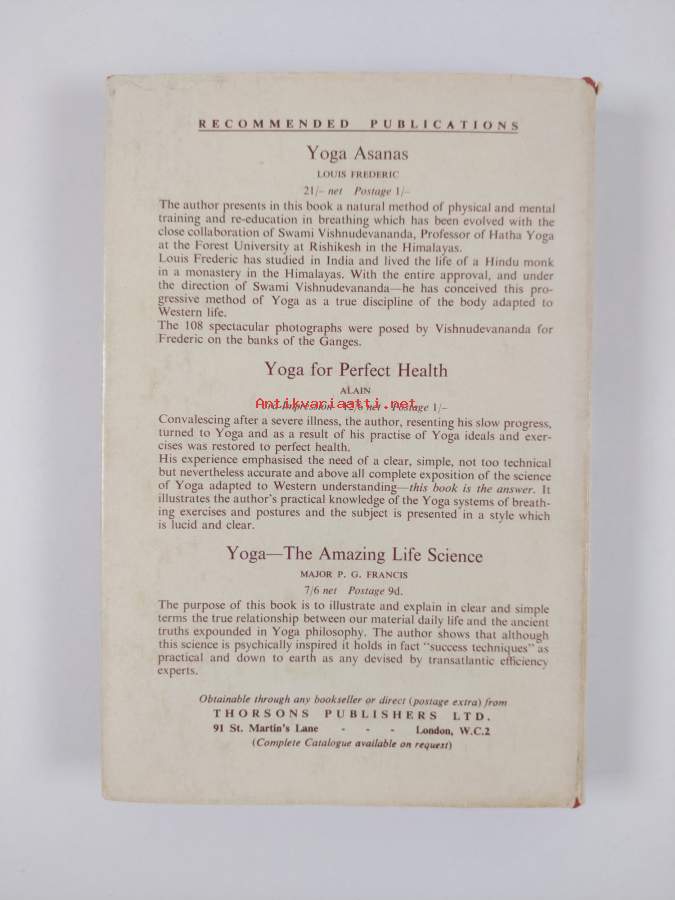 RECOMMENDED PUBLICATIONS
Yoga Asanas
LOUIS FREDERIC
21/– net Postage 1/–
The author presents in this book a natural method of physical and mental
training and re-education in breathing which has been evolved with the
close collaboration of Swami Vishnudevananda, Professor of Hatha Yoga
at the Forest University at Rishikesh in the Himalayas.
Louis Frederic has studied in India and lived the life of a Hindu monk
in a monastery in the Himalayas. With the entire approval, and under
the direction of Swami Vishnudevananda—he has conceived this pro-
gressive method of Yoga as a true discipline of the body adapted to
Western life.
The 108 spectacular photographs were posed by Vishnudevananda for
Frederic on the banks of the Ganges.
Yoga for Perfect Health
ALAIN
Antikvariaatti.net
Impression net Postage 1/–
Convalescing after a severe illness, the author, resenting his slow progress,
turned to Yoga and as a result of his practise of Yoga ideals and exer-
cises was restored to perfect health.
His experience emphasised the need of a clear, simple, not too technical
but nevertheless accurate and above all complete exposition of the science
of Yoga adapted to Western understanding—this book is the answer. It
illustrates the author's practical knowledge of the Yoga systems of breath-
ing exercises and postures and the subject is presented in a style which
is lucid and clear.
Yoga—The Amazing Life Science
MAJOR P. G. FRANCIS
7/6 net Postage 9d.
The purpose of this book is to illustrate and explain in clear and simple
terms the true relationship between our material daily life and the ancient
truths expounded in Yoga philosophy. The author shows that although
this science is psychically inspired it holds in fact "success techniques" as
practical and down to earth as any devised by transatlantic efficiency
experts.
Obtainable through any bookseller or direct (postage extra) from
THORSONS PUBLISHERS LTD.
91 St. Martin's Lane - - - London, W.C.2
(Complete Catalogue available on request)